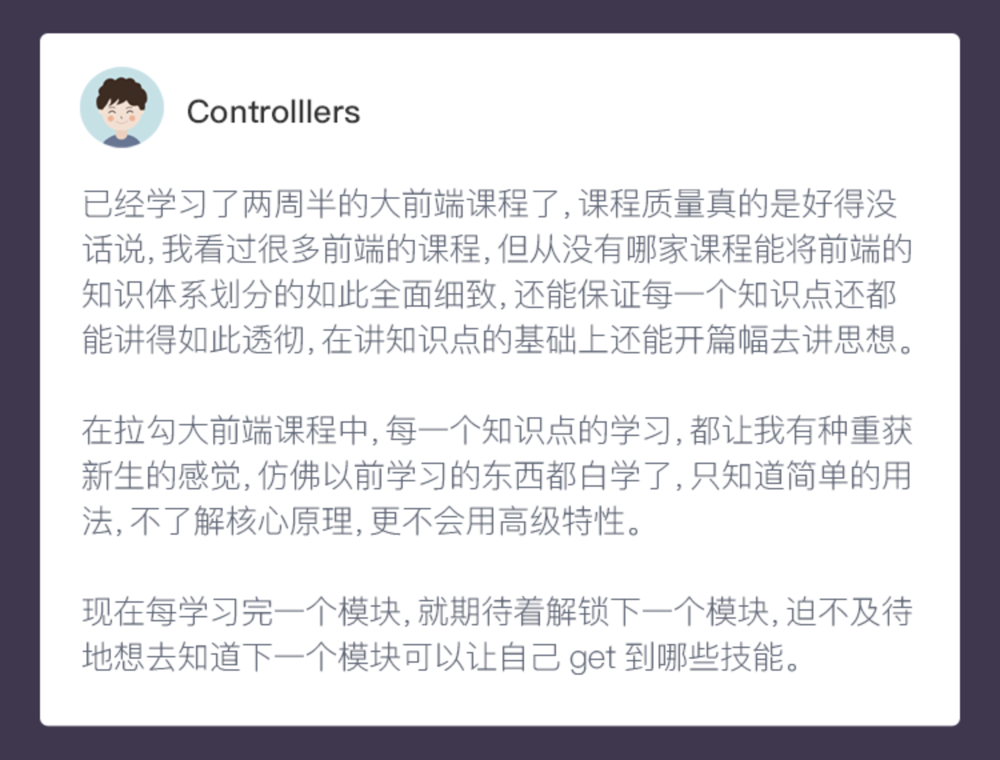 Controlllers
已经学习了两周半的大前端课程了,课程质量真的是好得没
话说,我看过很多前端的课程,但从没有哪家课程能将前端的
知识体系划分的如此全面细致,还能保证每一个知识点还都
能讲得如此透彻,在讲知识点的基础上还能开篇幅去讲思想。
在拉勾大前端课程中,每一个知识点的学习,都让我有种重获
新生的感觉,仿佛以前学习的东西都白学了,只知道简单的用
法,不了解核心原理,更不会用高级特性。
现在每学习完一个模块,就期待着解锁下一个模块,迫不及待
地想去知道下一个模块可以让自己 get 到哪些技能。